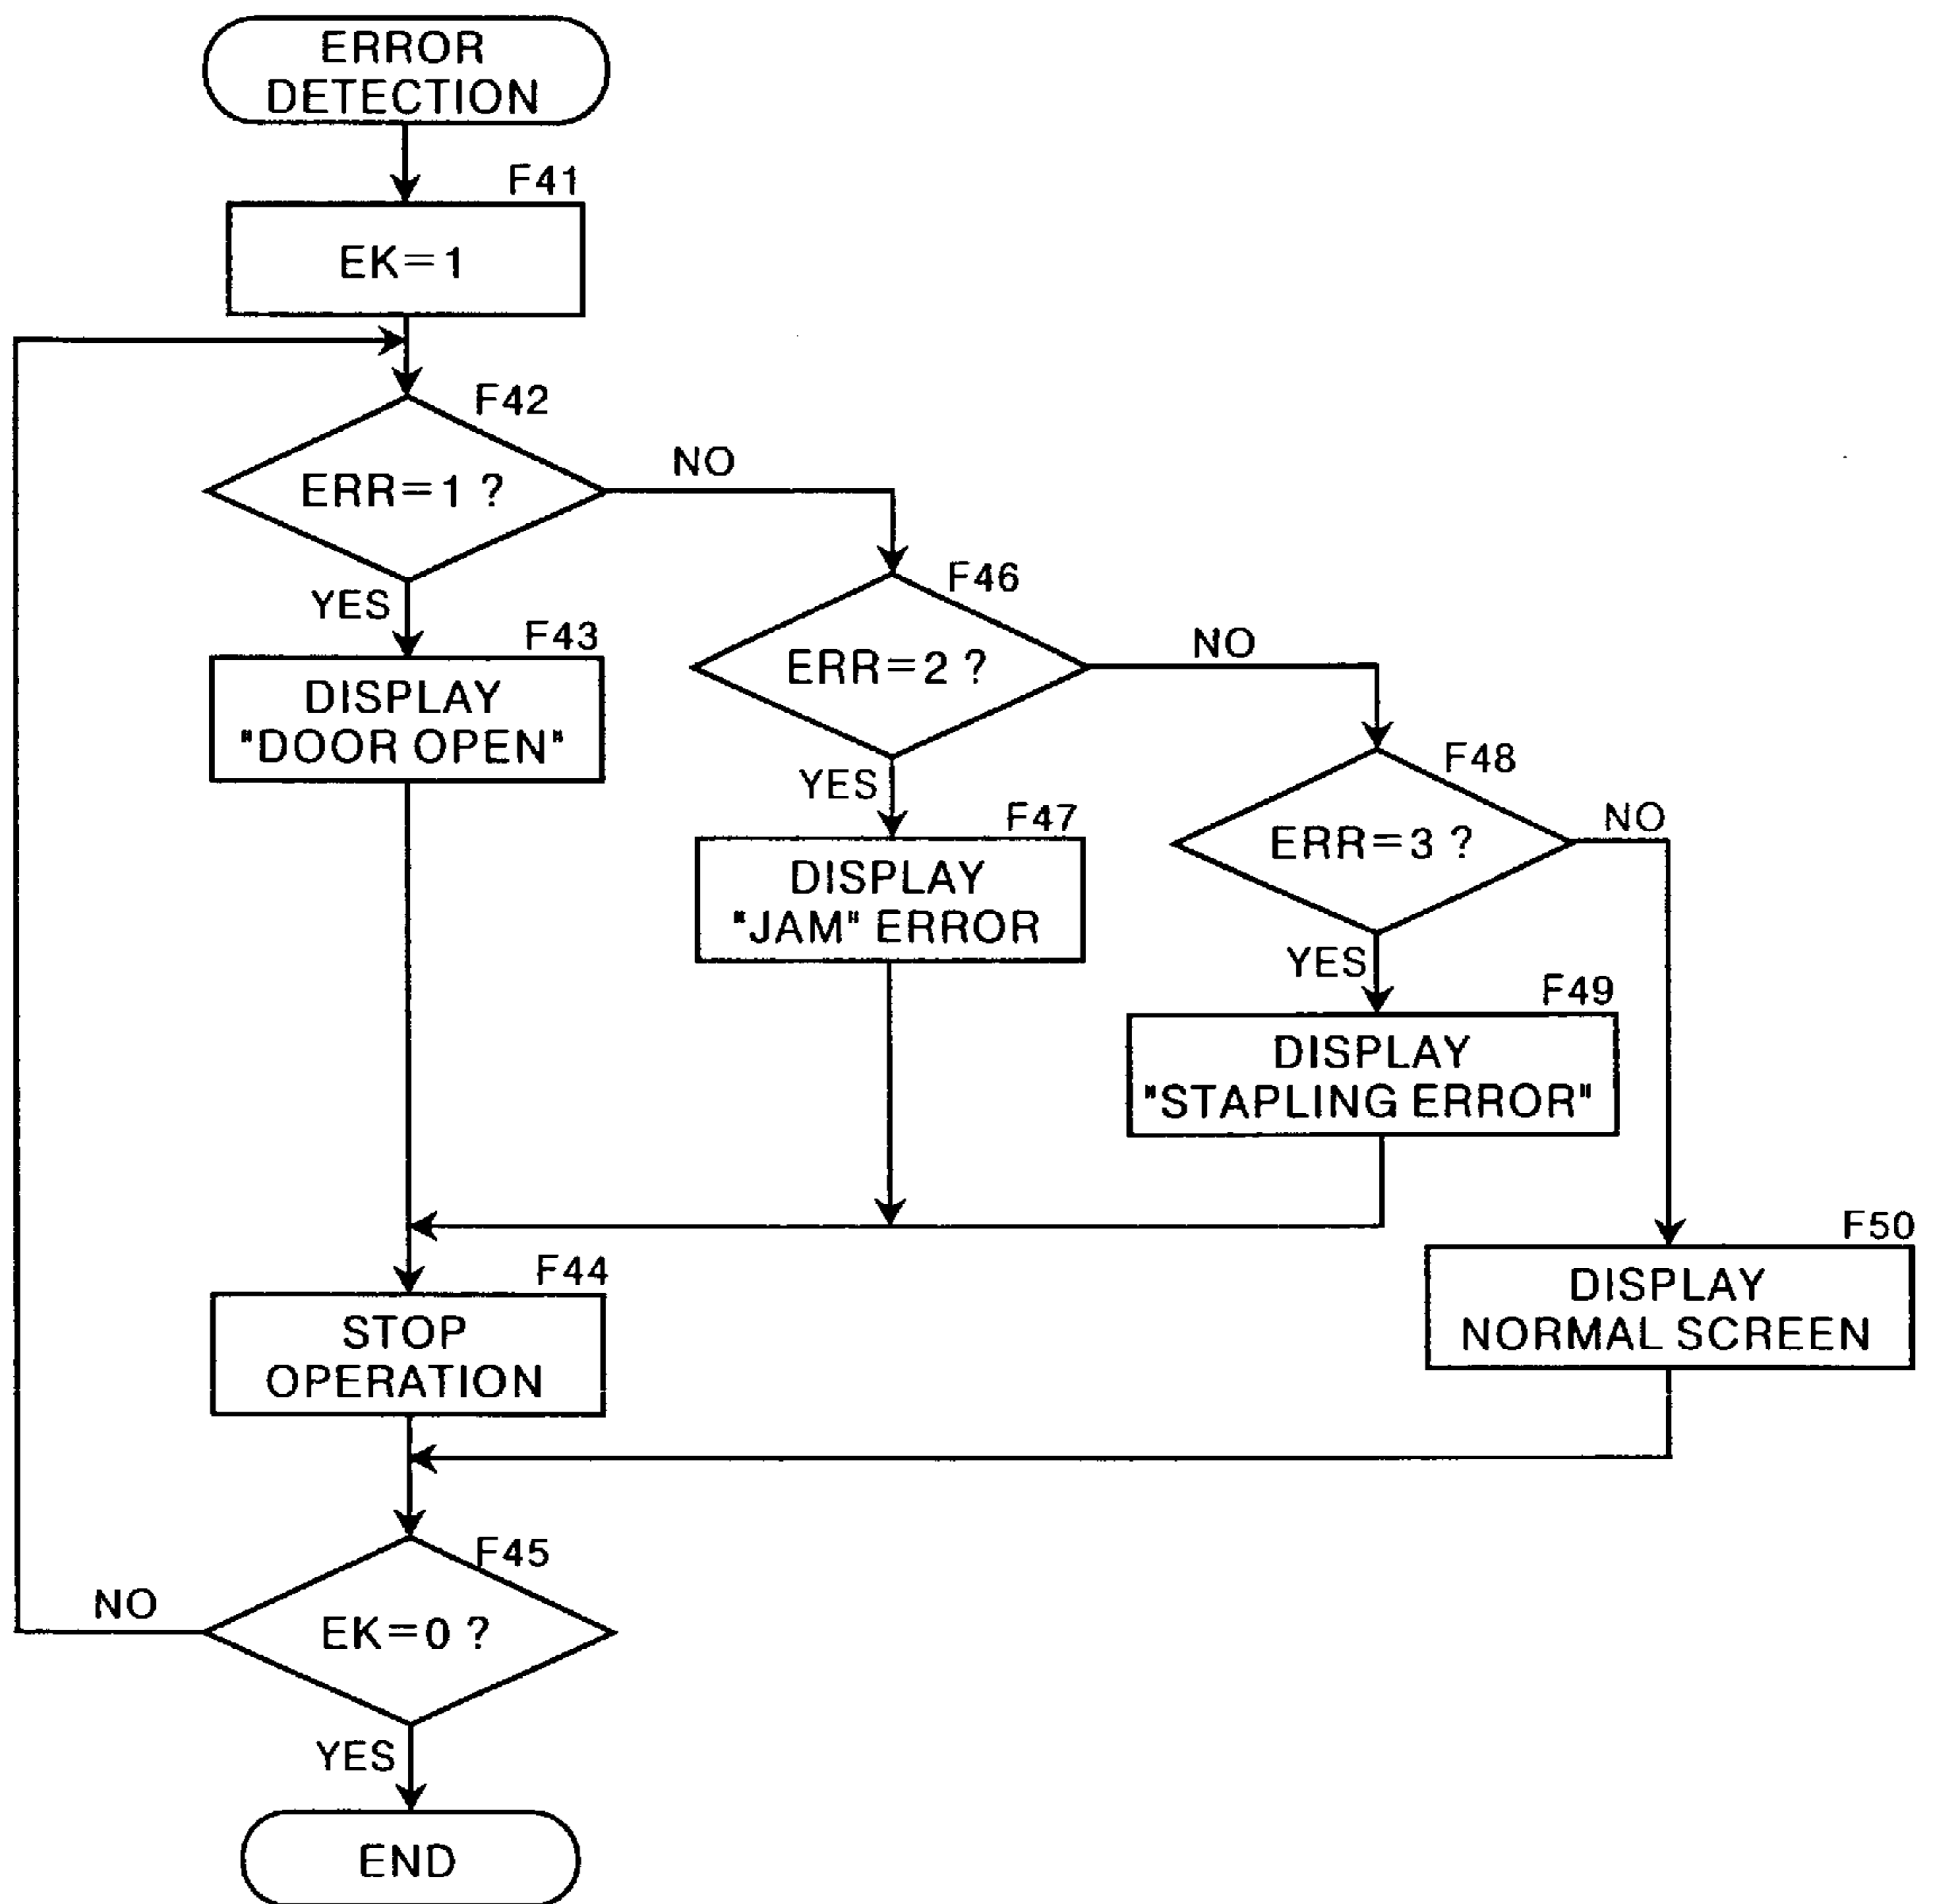 ERROR
DETECTION
F41
EK=1
F42
ERR=1 ?
NO
YES
F46
ERR=2 ?
NO
F43
DISPLAY
"DOOR OPEN"
YES
F48
ERR=3 ?
NO
F47
DISPLAY
"JAM" ERROR
YES
F49
DISPLAY
"STAPLING ERROR"
F50
DISPLAY
NORMAL SCREEN
F44
STOP
OPERATION
F45
EK=0 ?
NO
YES
END